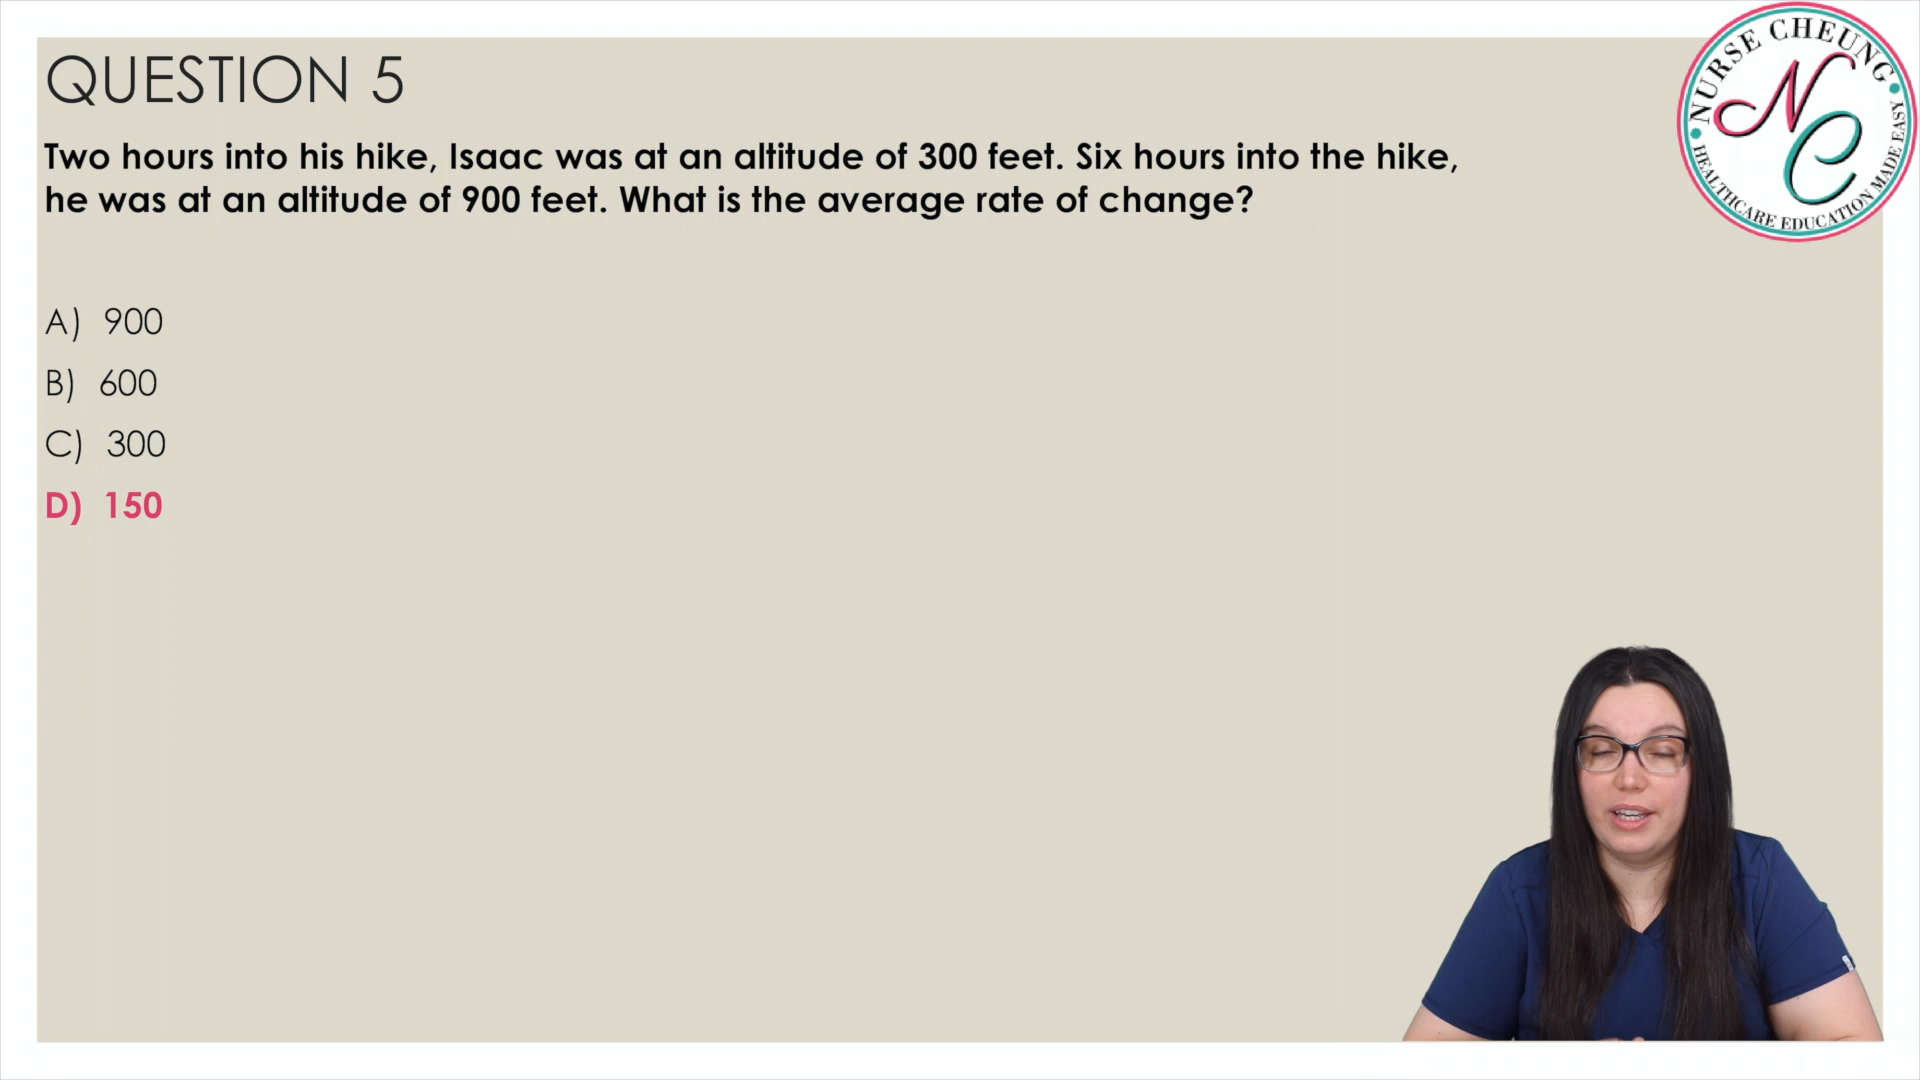 QUESTION 5
Two hours into his hike, Isaac was at an altitude of 300 feet. Six hours into the hike,
he was at an altitude of 900 feet. What is the average rate of change?
A) 900
B) 600
C) 300
D) 150
NURSE CHEUNG
NC
HEALTHCARE EDUCATION MADE EASY